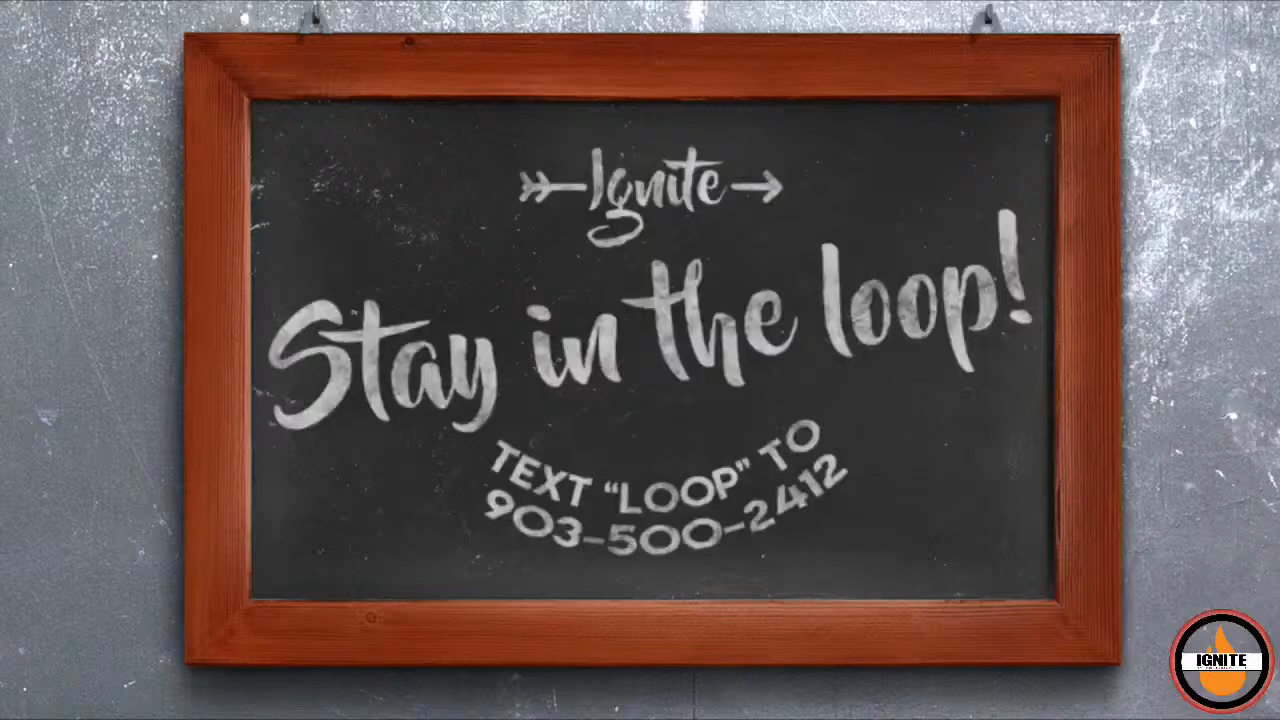 Ignite
Stay in the loop!
TEXT “LOOP” TO
903-500-2412
IGNITE